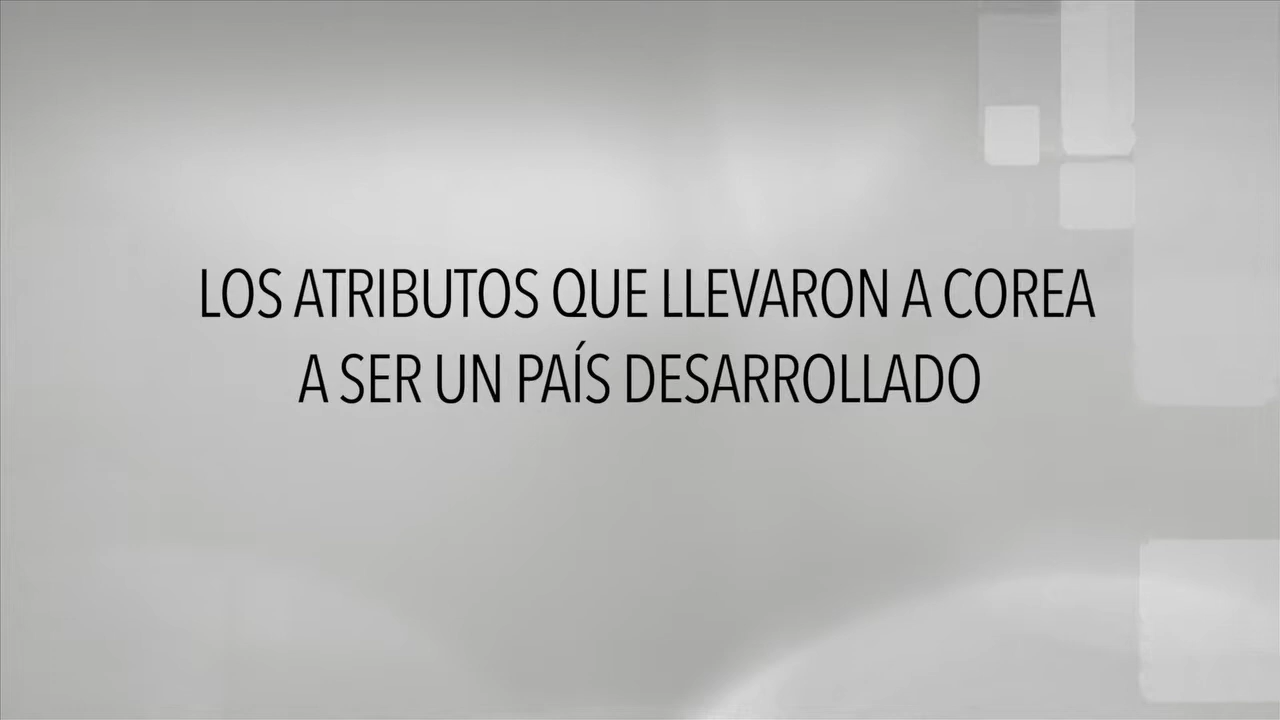 LOS ATRIBUTOS QUE LLEVARON A COREA
A SER UN PAÍS DESARROLLADO